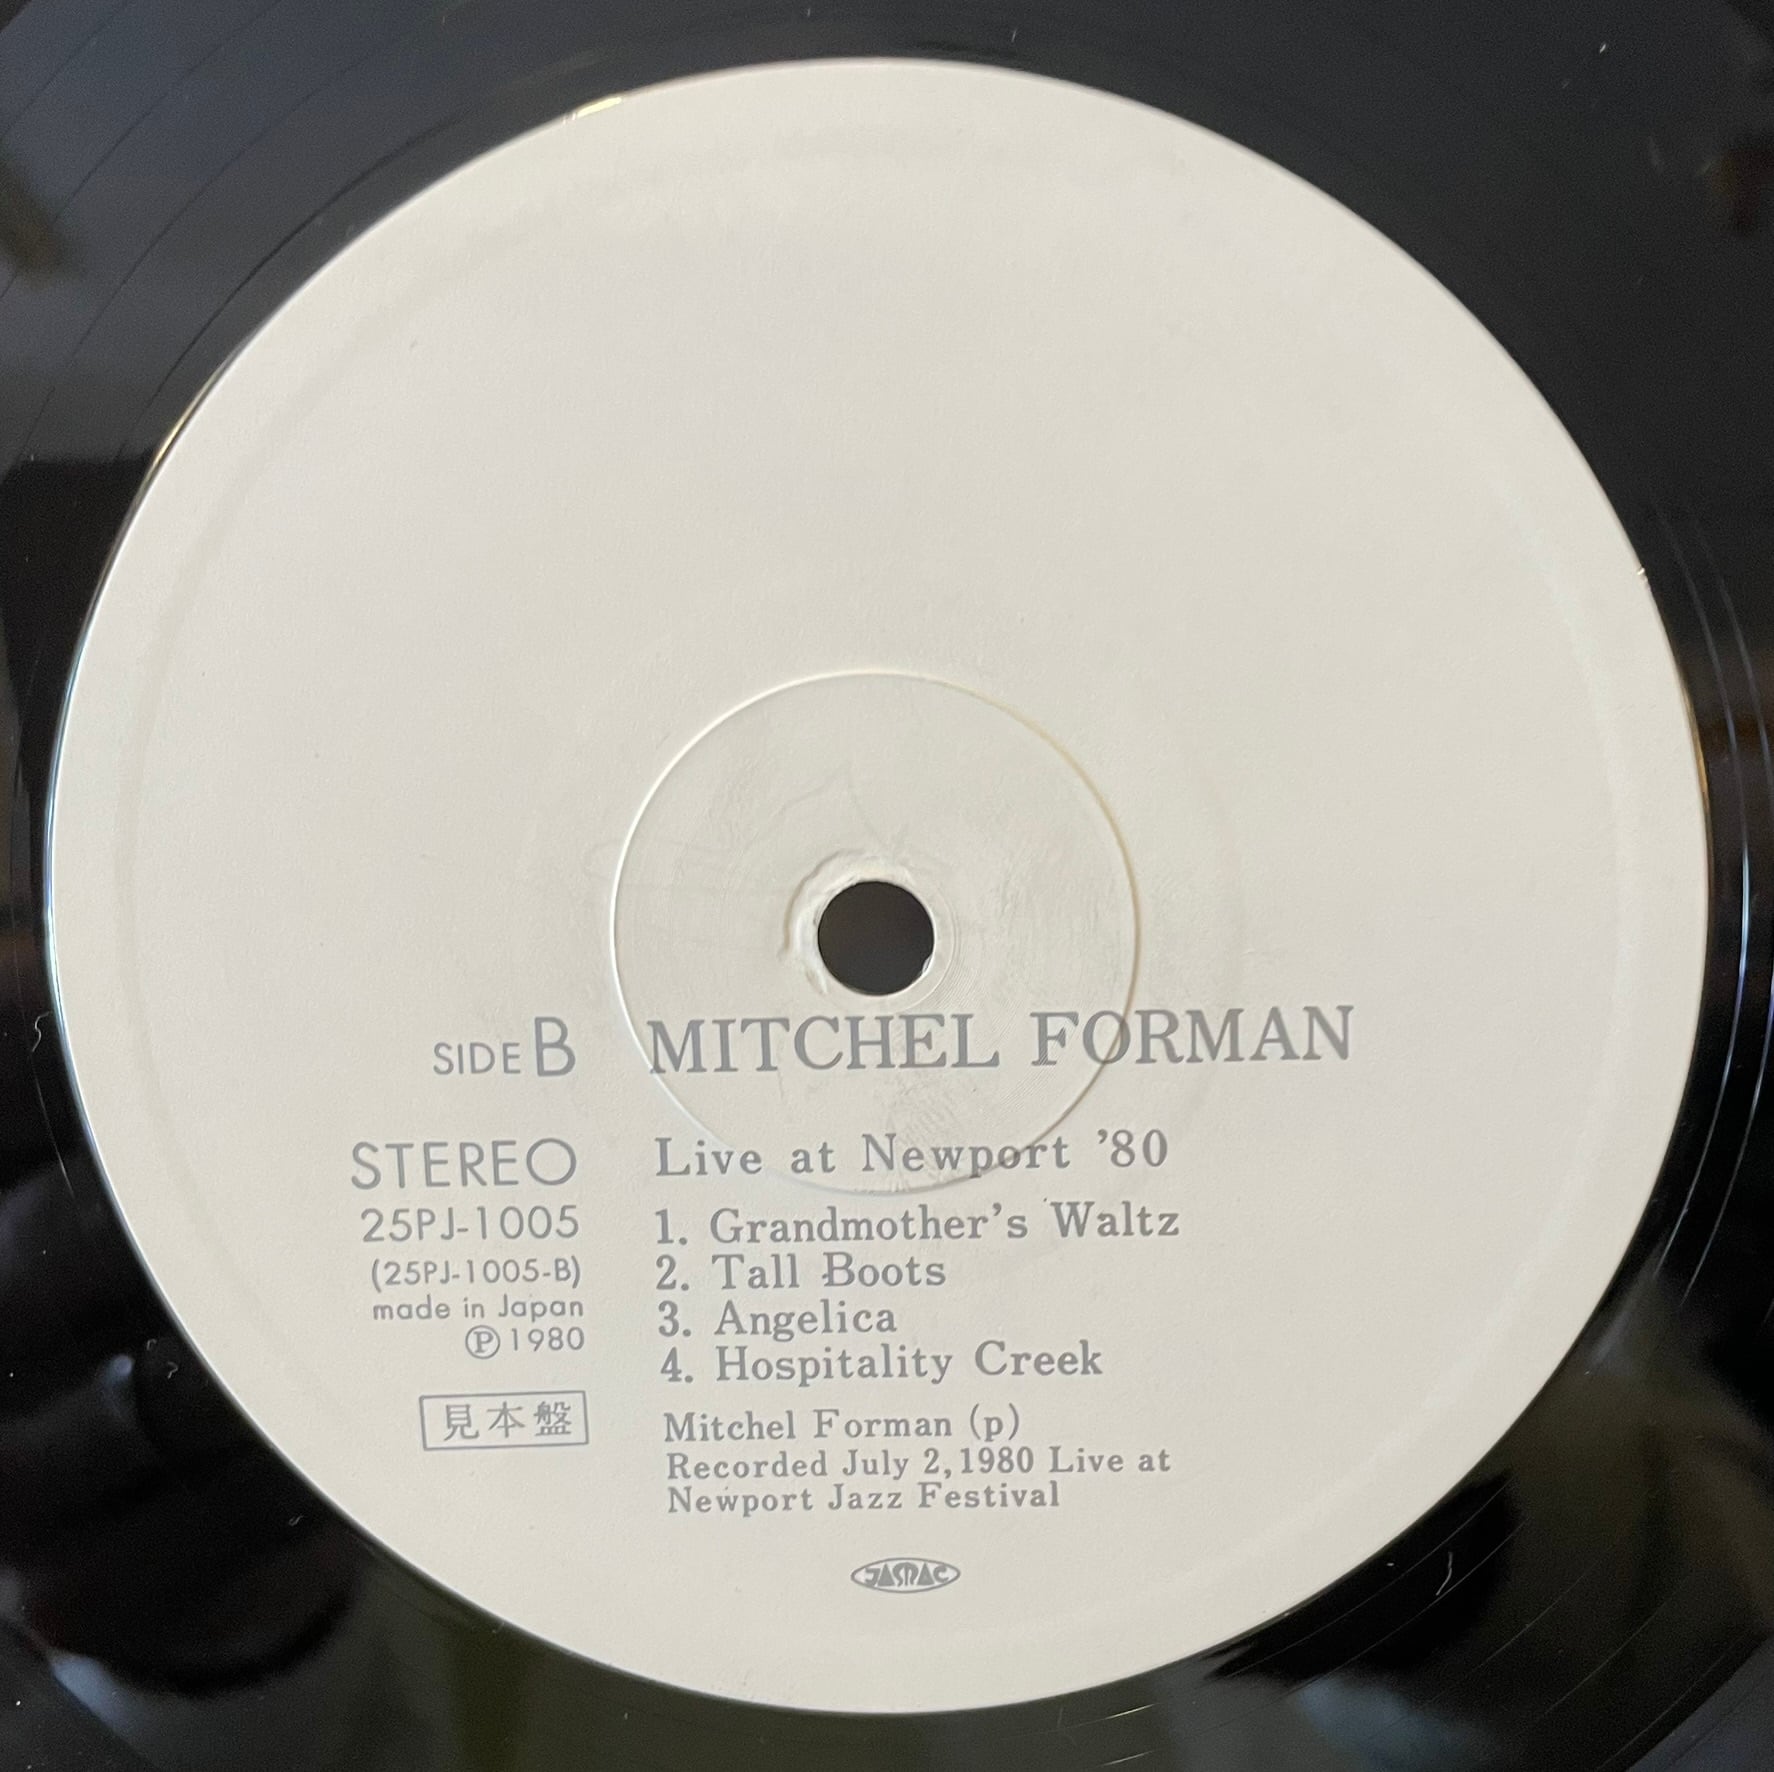 SIDE B
MITCHEL FORMAN
STEREO
25PJ-1005
(25PJ-1005-B)
made in Japan
Ⓟ1980
見本盤
Live at Newport ’80
1. Grandmother’s Waltz
2. Tall Boots
3. Angelica
4. Hospitality Creek
Mitchel Forman (p)
Recorded July 2, 1980 Live at
Newport Jazz Festival
JASRAC